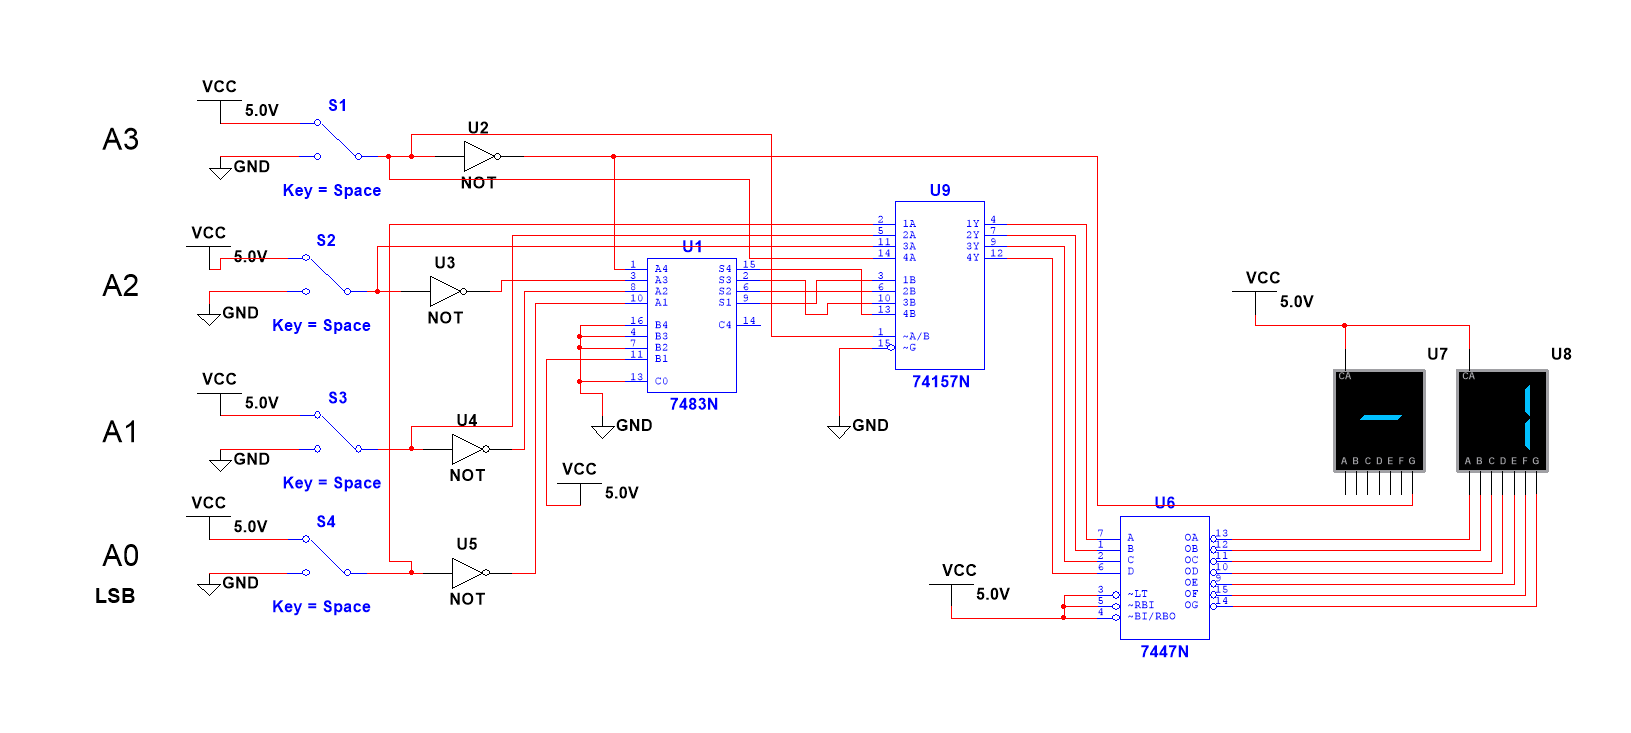 VCC
5.0V
S1
A3
GND
Key = Space
U2
NOT
VCC
5.0V
S2
A2
GND
Key = Space
U3
NOT
VCC
5.0V
S3
A1
GND
Key = Space
U4
NOT
VCC
5.0V
S4
A0
LSB
GND
Key = Space
U5
NOT
U1
1 A4 S4 15
3 A3 S3 2
8 A2 S2 6
10 A1 S1 9
16 B4 C4 14
4 B3
7 B2
11 B1
13 C0
7483N
GND
VCC
5.0V
U9
2 1A 1Y 4
5 2A 2Y 7
11 3A 3Y 9
14 4A 4Y 12
3 1B
6 2B
10 3B
13 4B
1 ~A/B
15 ~G
74157N
GND
VCC
5.0V
U7
CA
A B C D E F G
U8
CA
A B C D E F G
U6
7 A OA 13
1 B OB 12
2 C OC 11
6 D OD 10
OE 9
3 ~LT OF 15
5 ~RBI OG 14
4 ~BI/RBO
7447N
VCC
5.0V